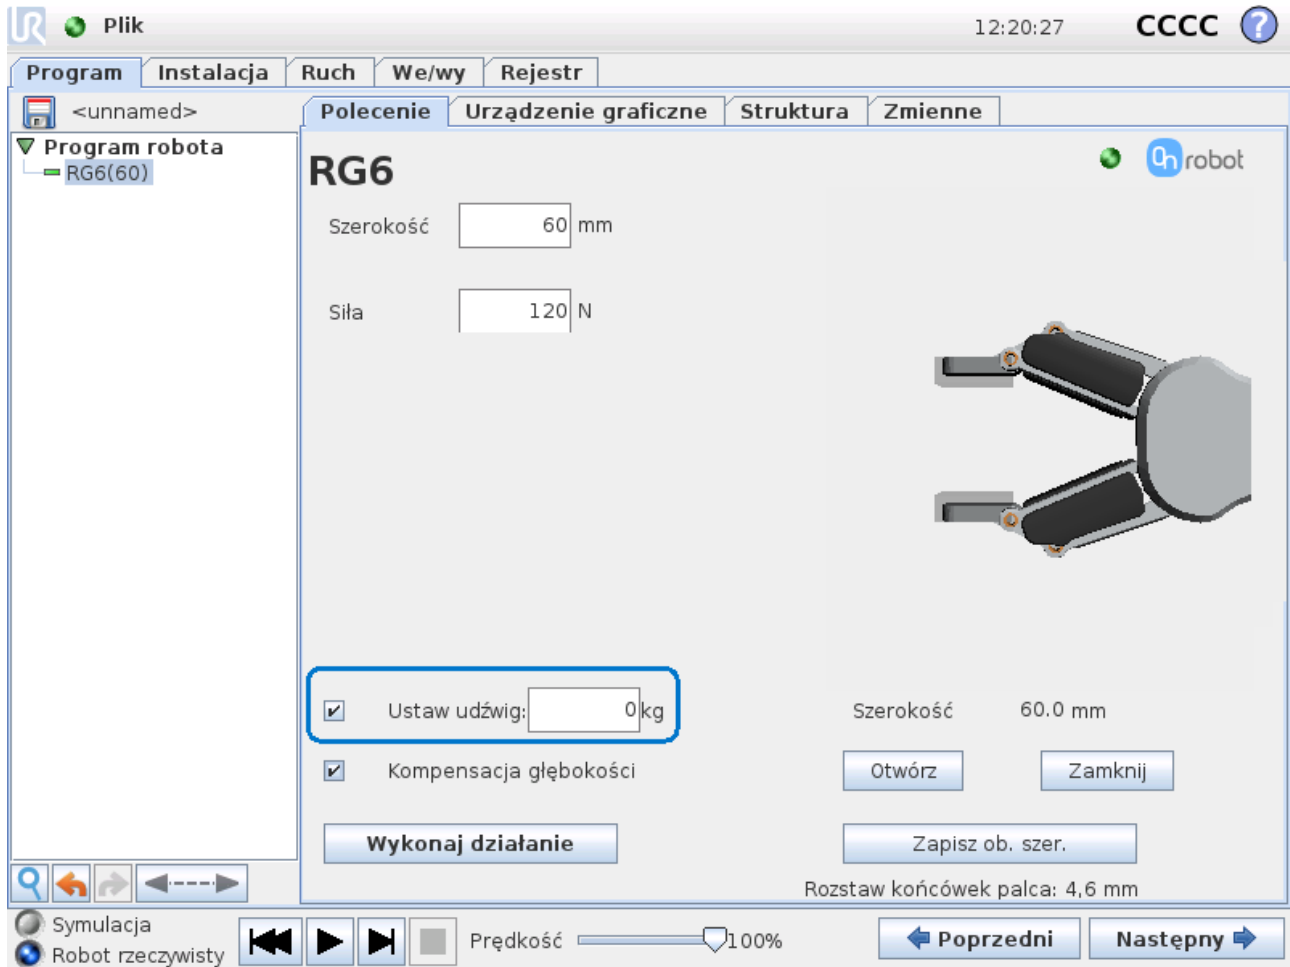 UR Plik 12:20:27 CCCC ?
Program Instalacja Ruch We/wy Rejestr
<unnamed> Polecenie Urządzenie graficzne Struktura Zmienne
Program robota
RG6(60)
RG6
On robot
Szerokość 60 mm
Siła 120 N
Ustaw udźwig: 0 kg
Szerokość 60.0 mm
Kompensacja głębokości
Otwórz Zamknij
Wykonaj działanie
Zapisz ob. szer.
Rozstaw końcówek palca: 4,6 mm
Symulacja
Robot rzeczywisty
Prędkość 100%
Poprzedni Następny